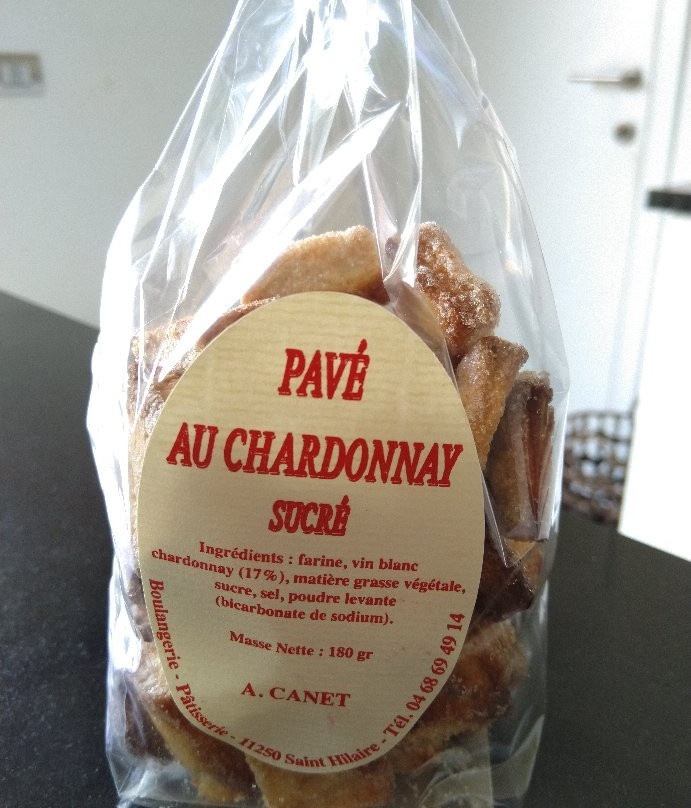 PAVÉ
AU CHARDONNAY
SUCRÉ
Ingrédients : farine, vin blanc
chardonnay (17%), matière grasse végétale,
sucre, sel, poudre levante
(bicarbonate de sodium).
Masse Nette : 180 gr
A. CANET
Boulangerie - Pâtisserie - 11250 Saint Hilaire - Tél. 04 68 69 49 14